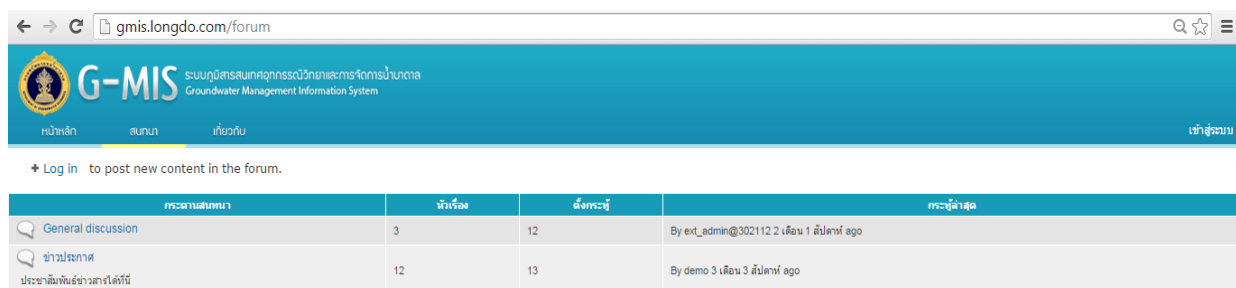 gmis.longdo.com/forum
G-MIS ระบบภูมิสารสนเทศอุทกธรณีวิทยาและการจัดการน้ำบาดาล
Groundwater Management Information System
หน้าหลัก สนทนา เกี่ยวกับ เข้าสู่ระบบ
+ Log in to post new content in the forum.
กระดานสนทนา หัวเรื่อง ตั้งกระทู้ กระทู้ล่าสุด
General discussion 3 12 By ext_admin@302112 2 เดือน 1 สัปดาห์ ago
ข่าวประกาศ 12 13 By demo 3 เดือน 3 สัปดาห์ ago
ประชาสัมพันธ์ข่าวสารได้ที่นี่